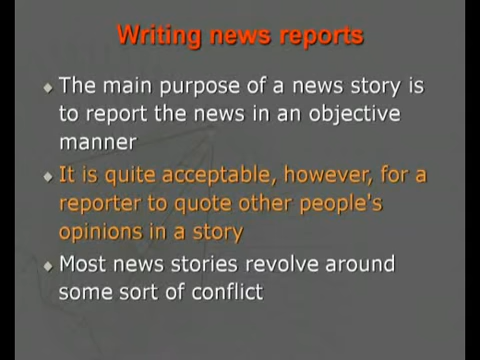 Writing news reports
The main purpose of a news story is
to report the news in an objective
manner
It is quite acceptable, however, for a
reporter to quote other people's
opinions in a story
Most news stories revolve around
some sort of conflict